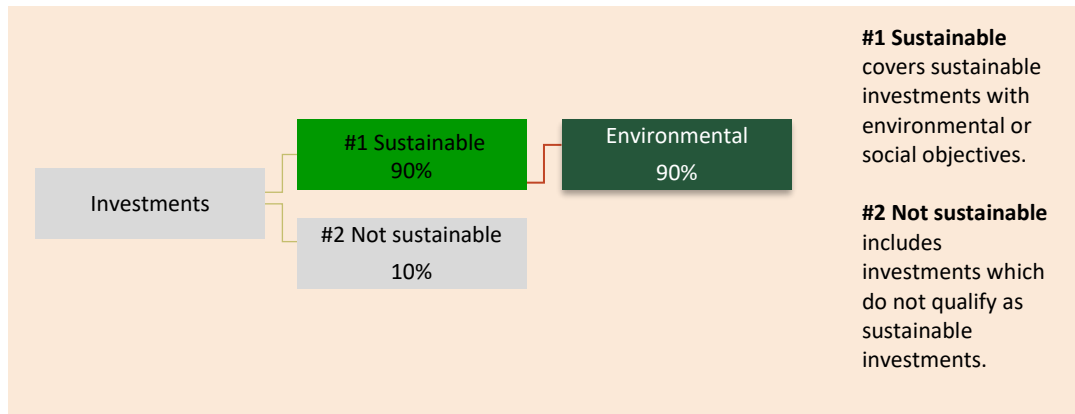 Investments
#1 Sustainable
90%
#2 Not sustainable
10%
Environmental
90%
#1 Sustainable
covers sustainable
investments with
environmental or
social objectives.
#2 Not sustainable
includes
investments which
do not qualify as
sustainable
investments.